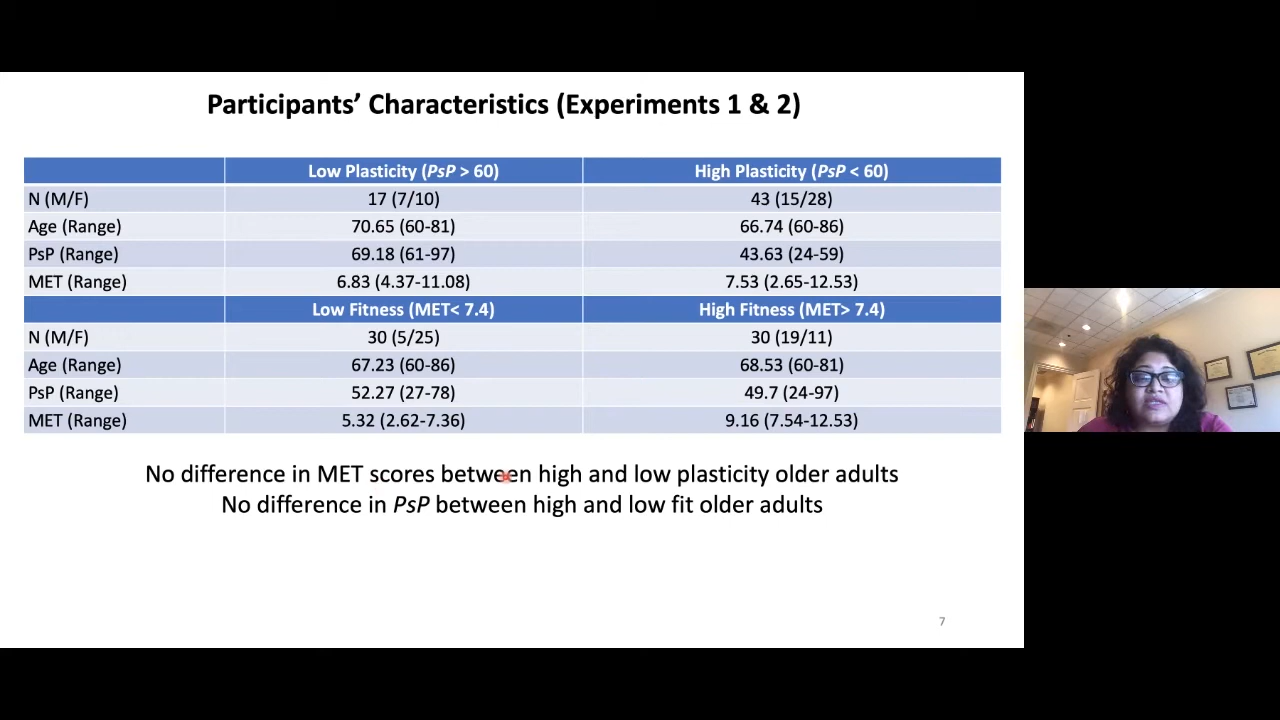 Participants’ Characteristics (Experiments 1 & 2)
Low Plasticity (PsP > 60) High Plasticity (PsP < 60)
N (M/F) 17 (7/10) 43 (15/28)
Age (Range) 70.65 (60-81) 66.74 (60-86)
PsP (Range) 69.18 (61-97) 43.63 (24-59)
MET (Range) 6.83 (4.37-11.08) 7.53 (2.65-12.53)
Low Fitness (MET< 7.4) High Fitness (MET> 7.4)
N (M/F) 30 (5/25) 30 (19/11)
Age (Range) 67.23 (60-86) 68.53 (60-81)
PsP (Range) 52.27 (27-78) 49.7 (24-97)
MET (Range) 5.32 (2.62-7.36) 9.16 (7.54-12.53)
No difference in MET scores between high and low plasticity older adults
No difference in PsP between high and low fit older adults
7